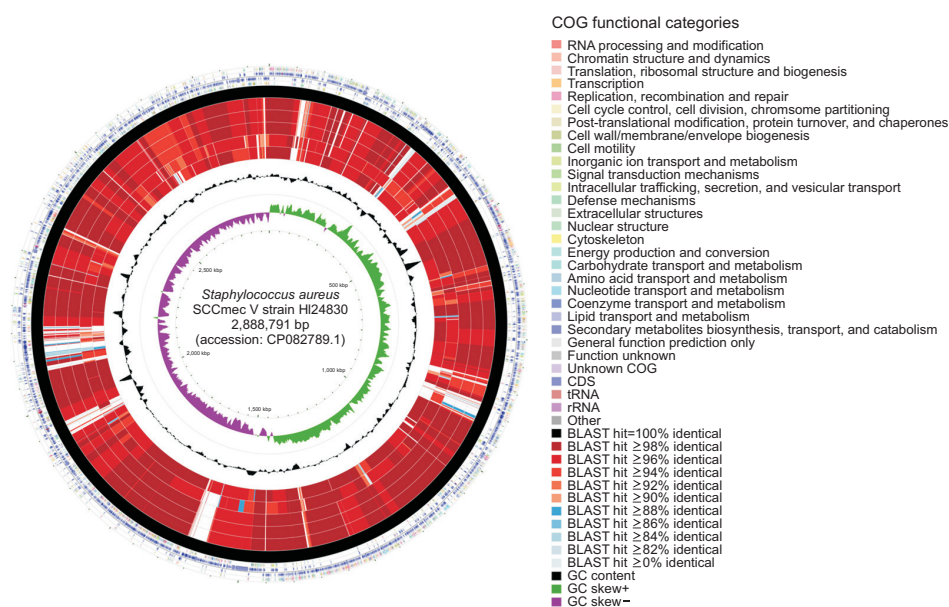 COG functional categories
RNA processing and modification
Chromatin structure and dynamics
Translation, ribosomal structure and biogenesis
Transcription
Replication, recombination and repair
Cell cycle control, cell division, chromsome partitioning
Post-translational modification, protein turnover, and chaperones
Cell wall/membrane/envelope biogenesis
Cell motility
Inorganic ion transport and metabolism
Signal transduction mechanisms
Intracellular trafficking, secretion, and vesicular transport
Defense mechanisms
Extracellular structures
Nuclear structure
Cytoskeleton
Energy production and conversion
Carbohydrate transport and metabolism
Amino acid transport and metabolism
Nucleotide transport and metabolism
Coenzyme transport and metabolism
Lipid transport and metabolism
Secondary metabolites biosynthesis, transport, and catabolism
General function prediction only
Function unknown
Unknown COG
CDS
tRNA
rRNA
Other
BLAST hit=100% identical
BLAST hit ≥98% identical
BLAST hit ≥96% identical
BLAST hit ≥94% identical
BLAST hit ≥92% identical
BLAST hit ≥90% identical
BLAST hit ≥88% identical
BLAST hit ≥86% identical
BLAST hit ≥84% identical
BLAST hit ≥82% identical
BLAST hit ≥0% identical
GC content
GC skew+
GC skew−
2,500 kbp
500 kbp
Staphylococcus aureus
SCCmec V strain HI24830
2,888,791 bp
(accession: CP082789.1)
2,000 kbp
1,000 kbp
1,500 kbp